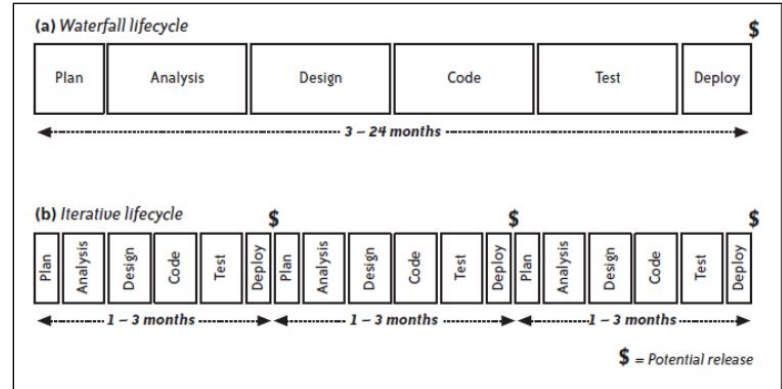 (a) Waterfall lifecycle $
Plan Analysis Design Code Test Deploy
3 – 24 months
(b) Iterative lifecycle $ $ $
Plan Analysis Design Code Test Deploy Plan Analysis Design Code Test Deploy Plan Analysis Design Code Test Deploy
1 – 3 months 1 – 3 months 1 – 3 months
$ = Potential release